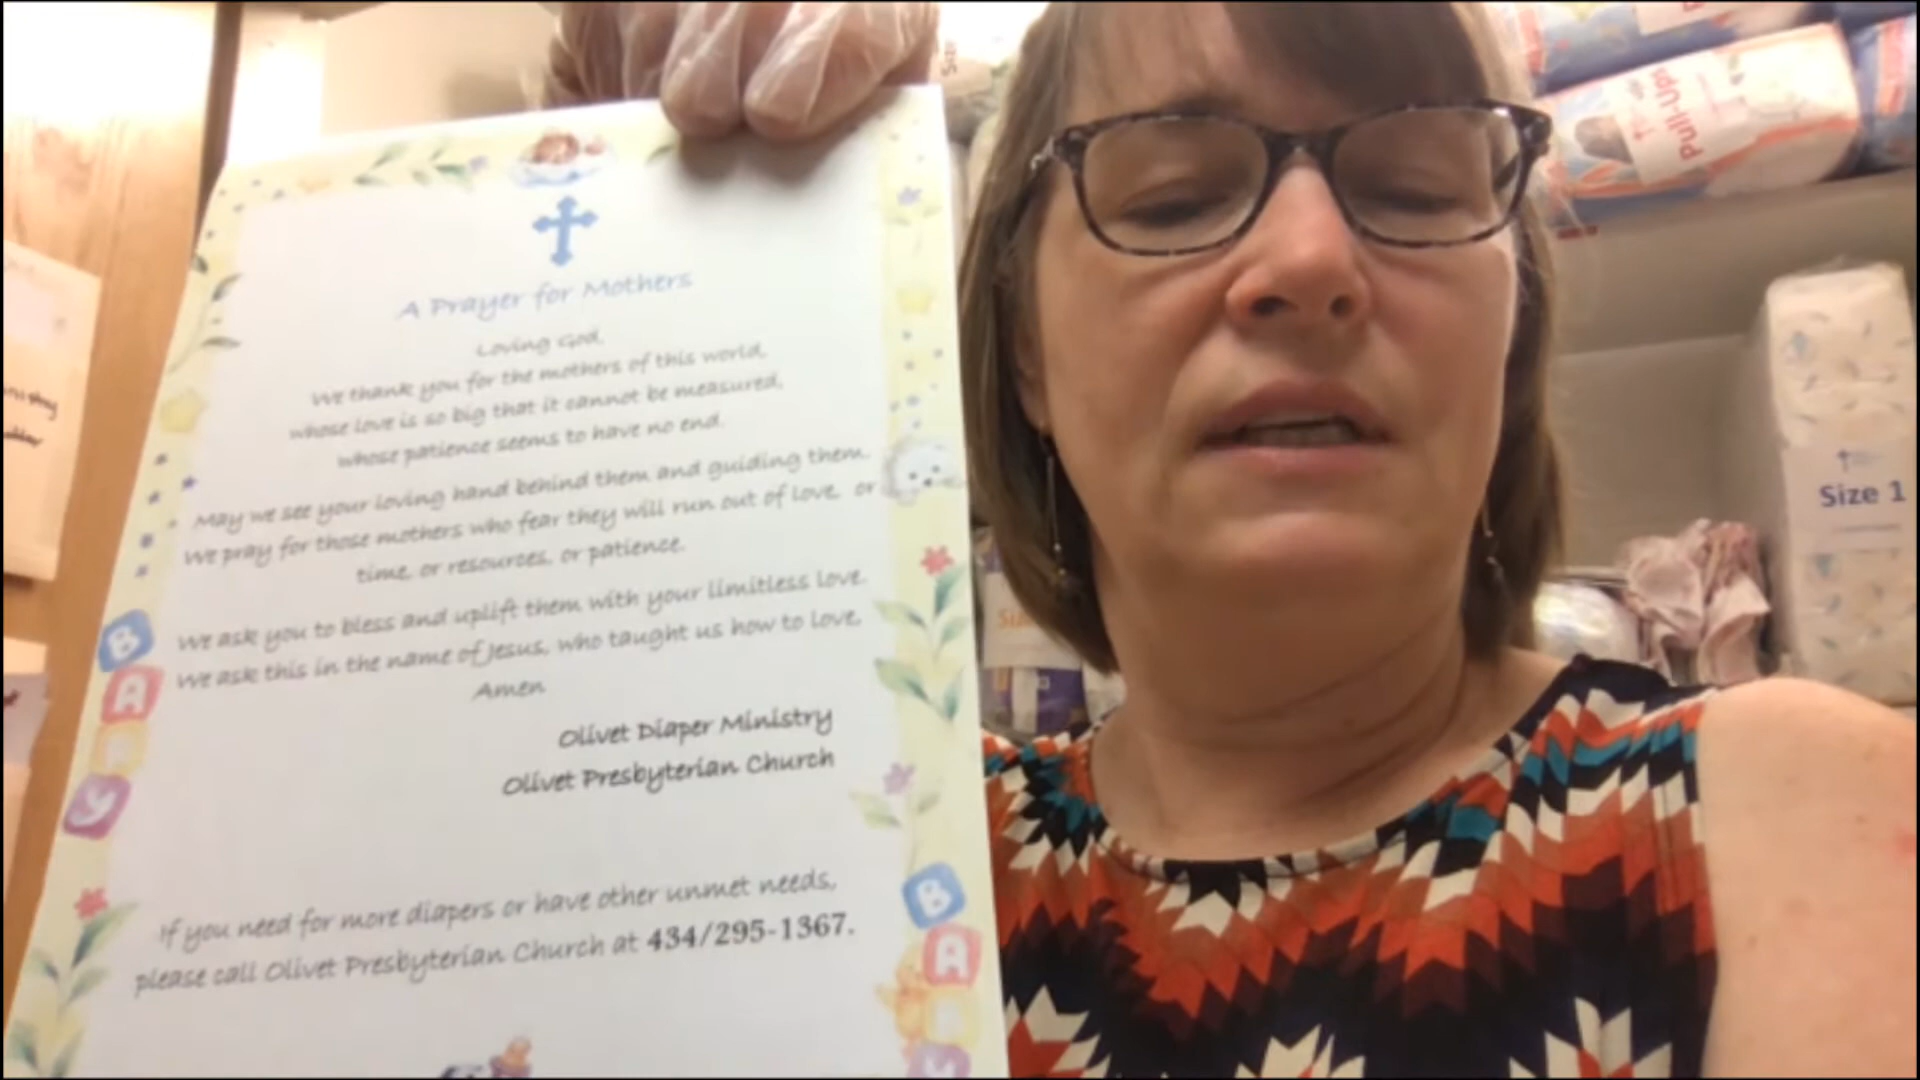 A Prayer for Mothers
Loving God,
We thank you for the mothers of this world,
whose love is so big that it cannot be measured,
whose patience seems to have no end.
May we see your loving hand behind them and guiding them.
We pray for those mothers who fear they will run out of love, or
time, or resources, or patience.
We ask you to bless and uplift them with your limitless love.
We ask this in the name of Jesus, who taught us how to love,
Amen
Olivet Diaper Ministry
Olivet Presbyterian Church
If you need for more diapers or have other unmet needs,
please call Olivet Presbyterian Church at 434/295-1367.
B
A
Y
B
A
Pull-Ups
Size 1